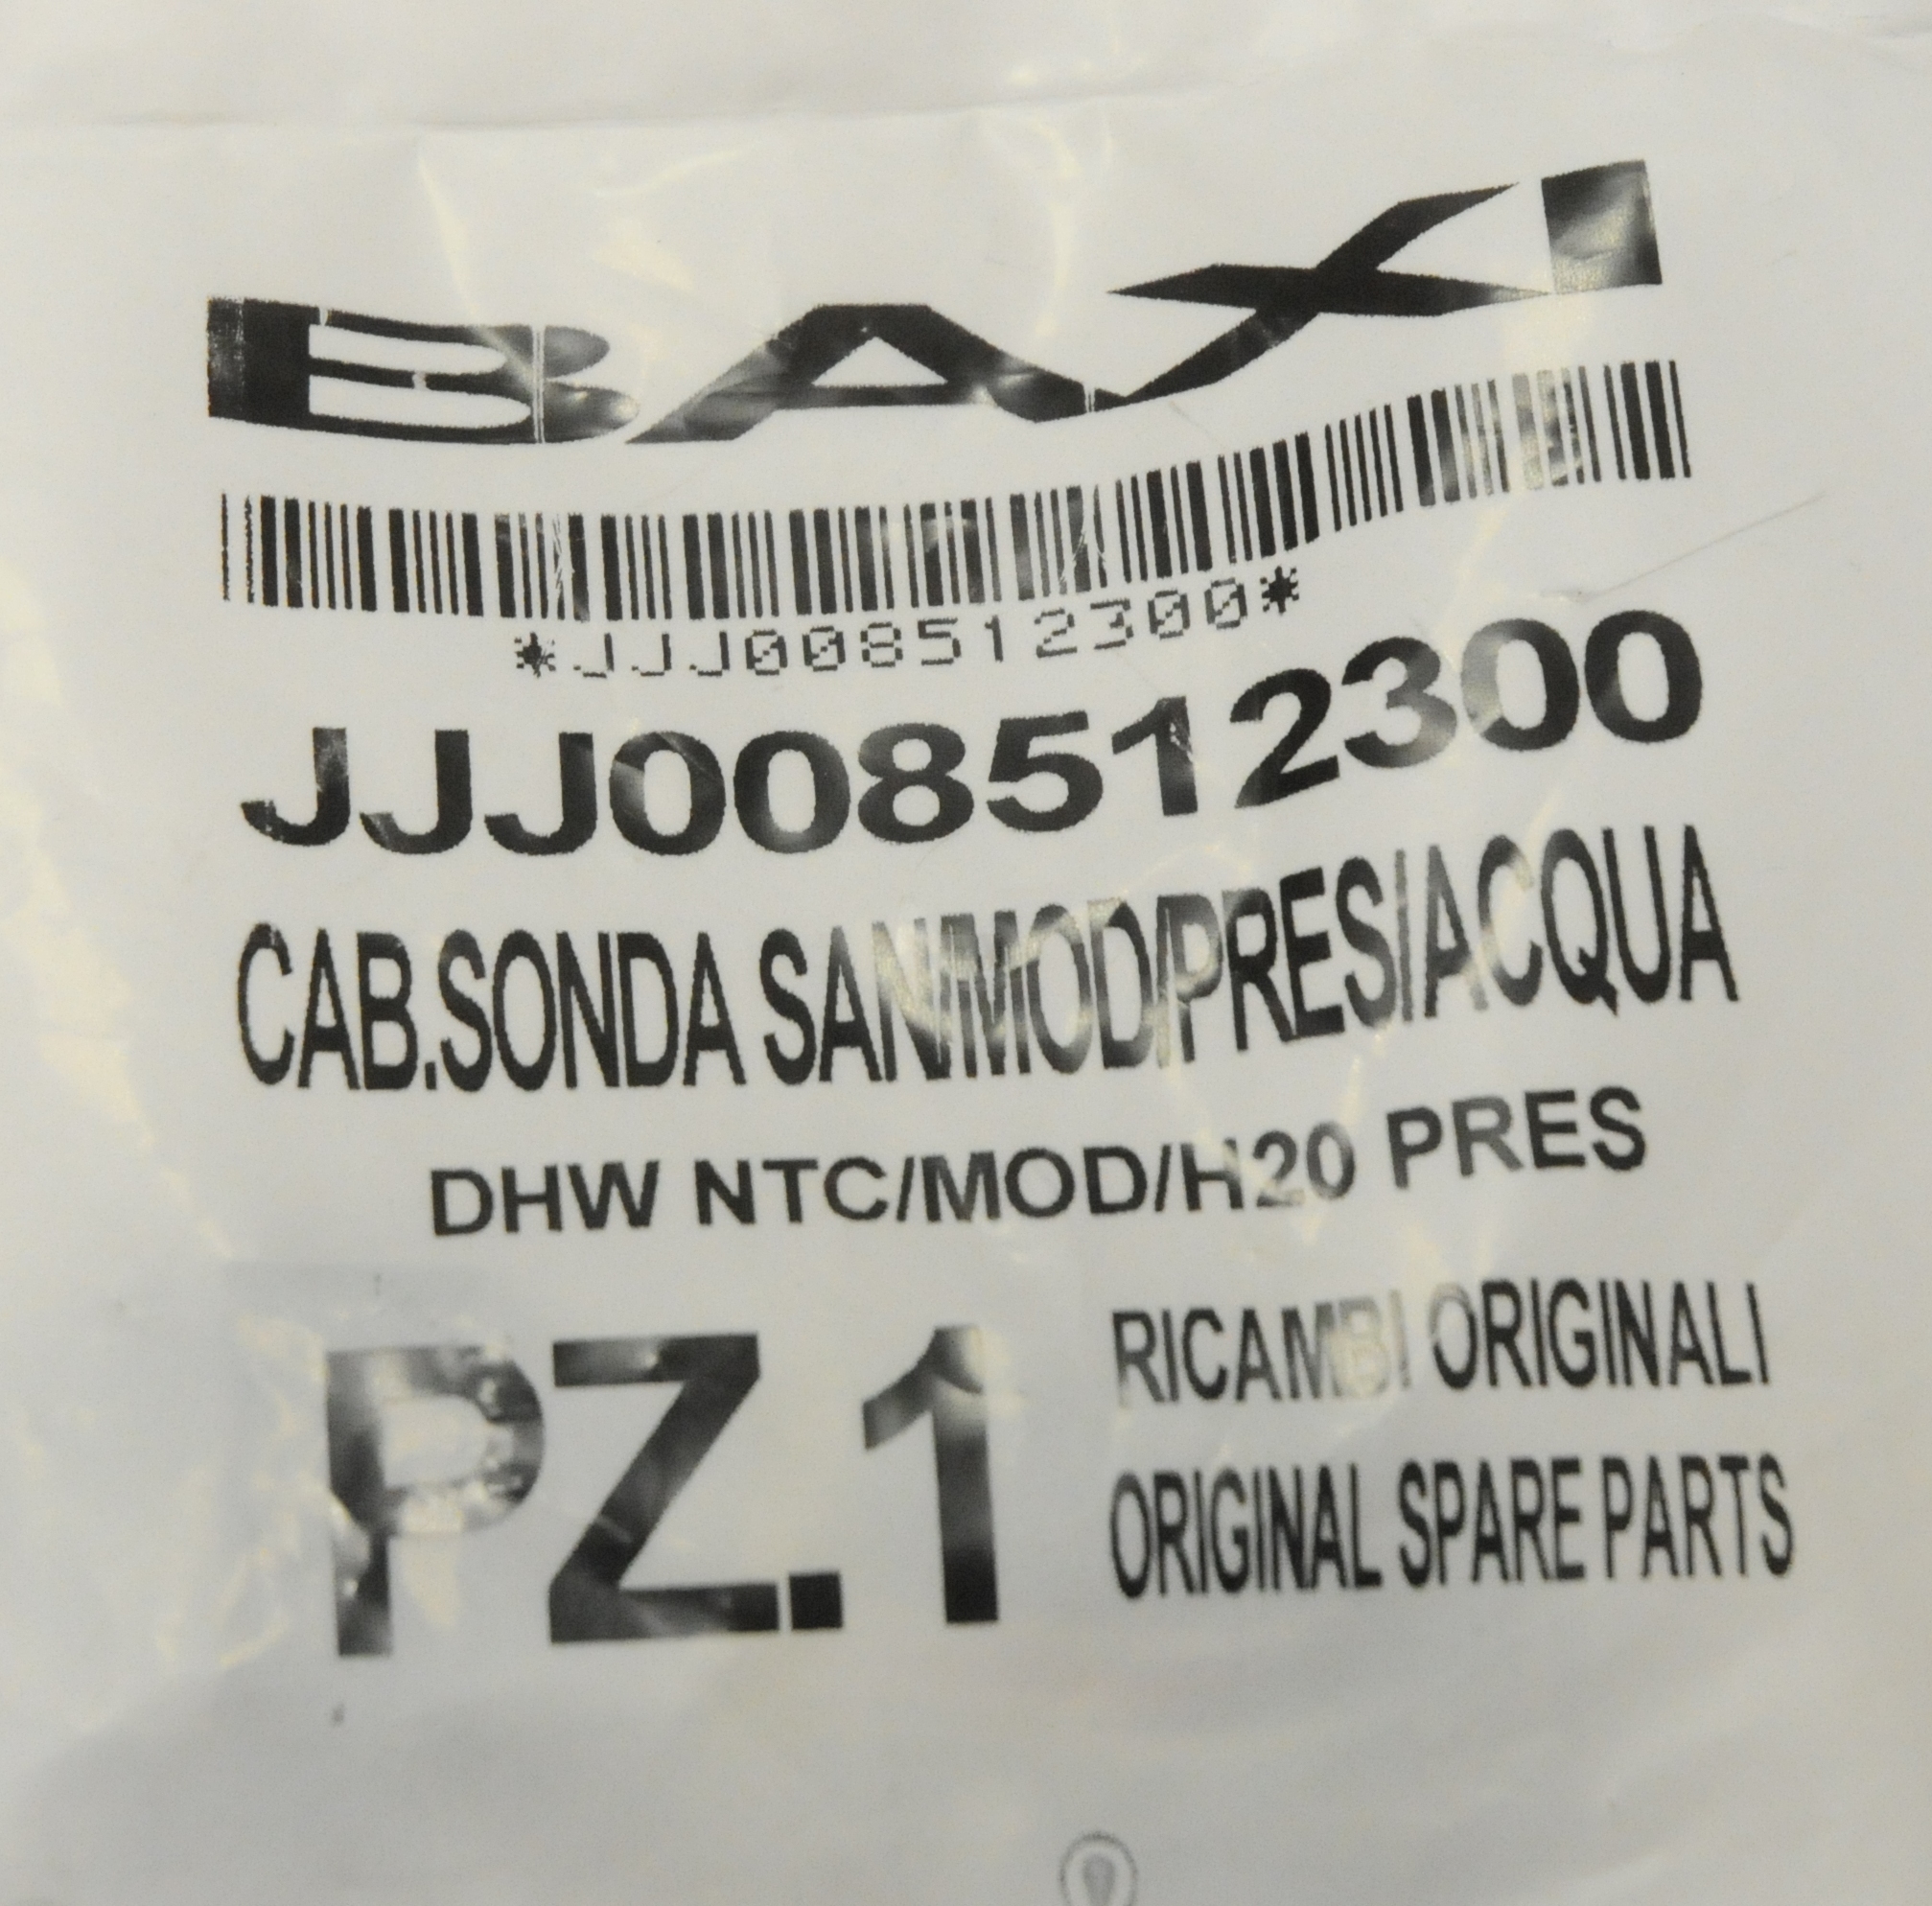 BAXI
*JJJ008512300*
JJJ008512300
CAB.SONDA SAN/MOD/PRES/ACQUA
DHW NTC/MOD/H20 PRES
PZ.1
RICAMBI ORIGINALI
ORIGINAL SPARE PARTS